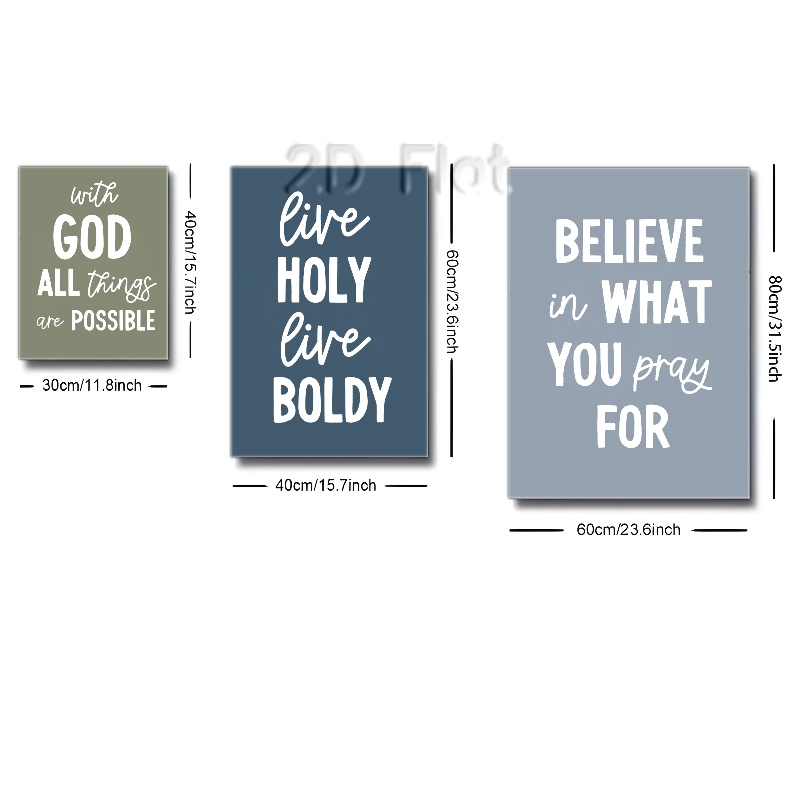 2D Flat
with
GOD
ALL things
are POSSIBLE
40cm/15.7inch
30cm/11.8inch
live
HOLY
live
BOLDY
60cm/23.6inch
40cm/15.7inch
BELIEVE
in WHAT
YOU pray
FOR
80cm/31.5inch
60cm/23.6inch